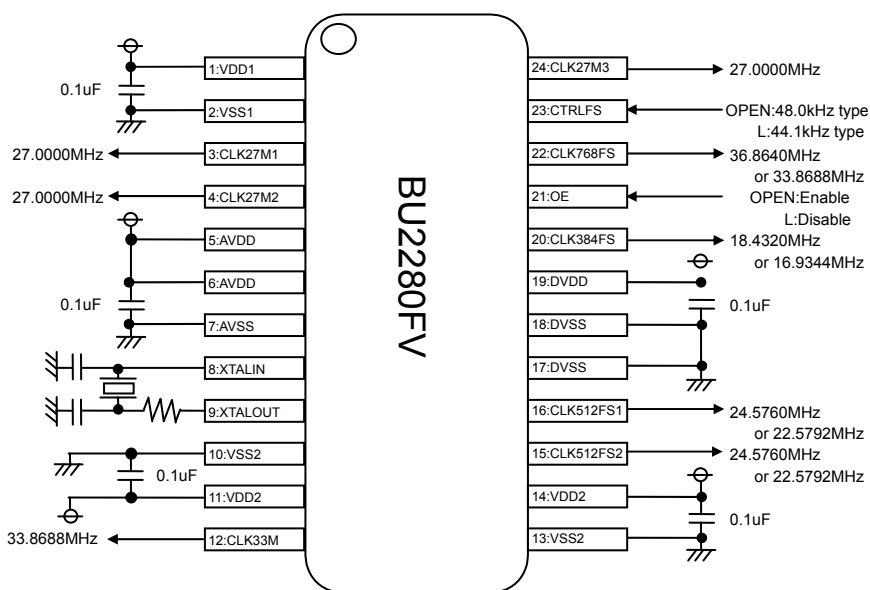 1:VDD1
0.1uF
2:VSS1
27.0000MHz
3:CLK27M1
27.0000MHz
4:CLK27M2
5:AVDD
6:AVDD
0.1uF
7:AVSS
8:XTALIN
9:XTALOUT
10:VSS2
0.1uF
11:VDD2
33.8688MHz
12:CLK33M
BU2280FV
24:CLK27M3
27.0000MHz
23:CTRLFS
OPEN:48.0kHz type
L:44.1kHz type
22:CLK768FS
36.8640MHz
or 33.8688MHz
21:OE
OPEN:Enable
L:Disable
20:CLK384FS
18.4320MHz
or 16.9344MHz
19:DVDD
0.1uF
18:DVSS
17:DVSS
16:CLK512FS1
24.5760MHz
or 22.5792MHz
15:CLK512FS2
24.5760MHz
or 22.5792MHz
14:VDD2
0.1uF
13:VSS2